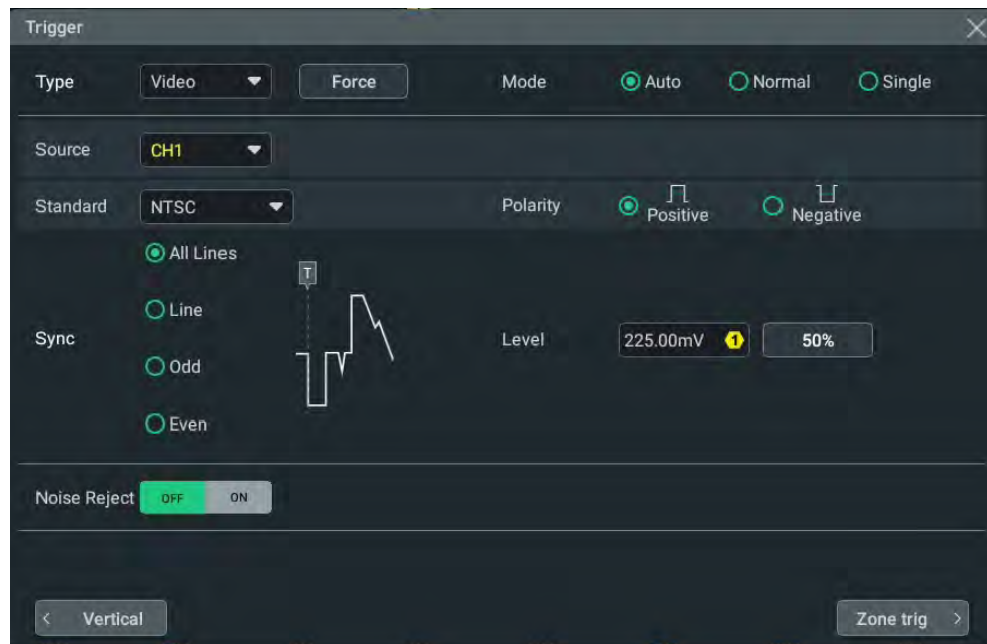 Trigger
Type Video Force Mode Auto Normal Single
Source CH1
Standard NTSC Polarity Positive Negative
All Lines
T
Line
Sync Level 225.00mV 1 50%
Odd
Even
Noise Reject OFF ON
< Vertical Zone trig >